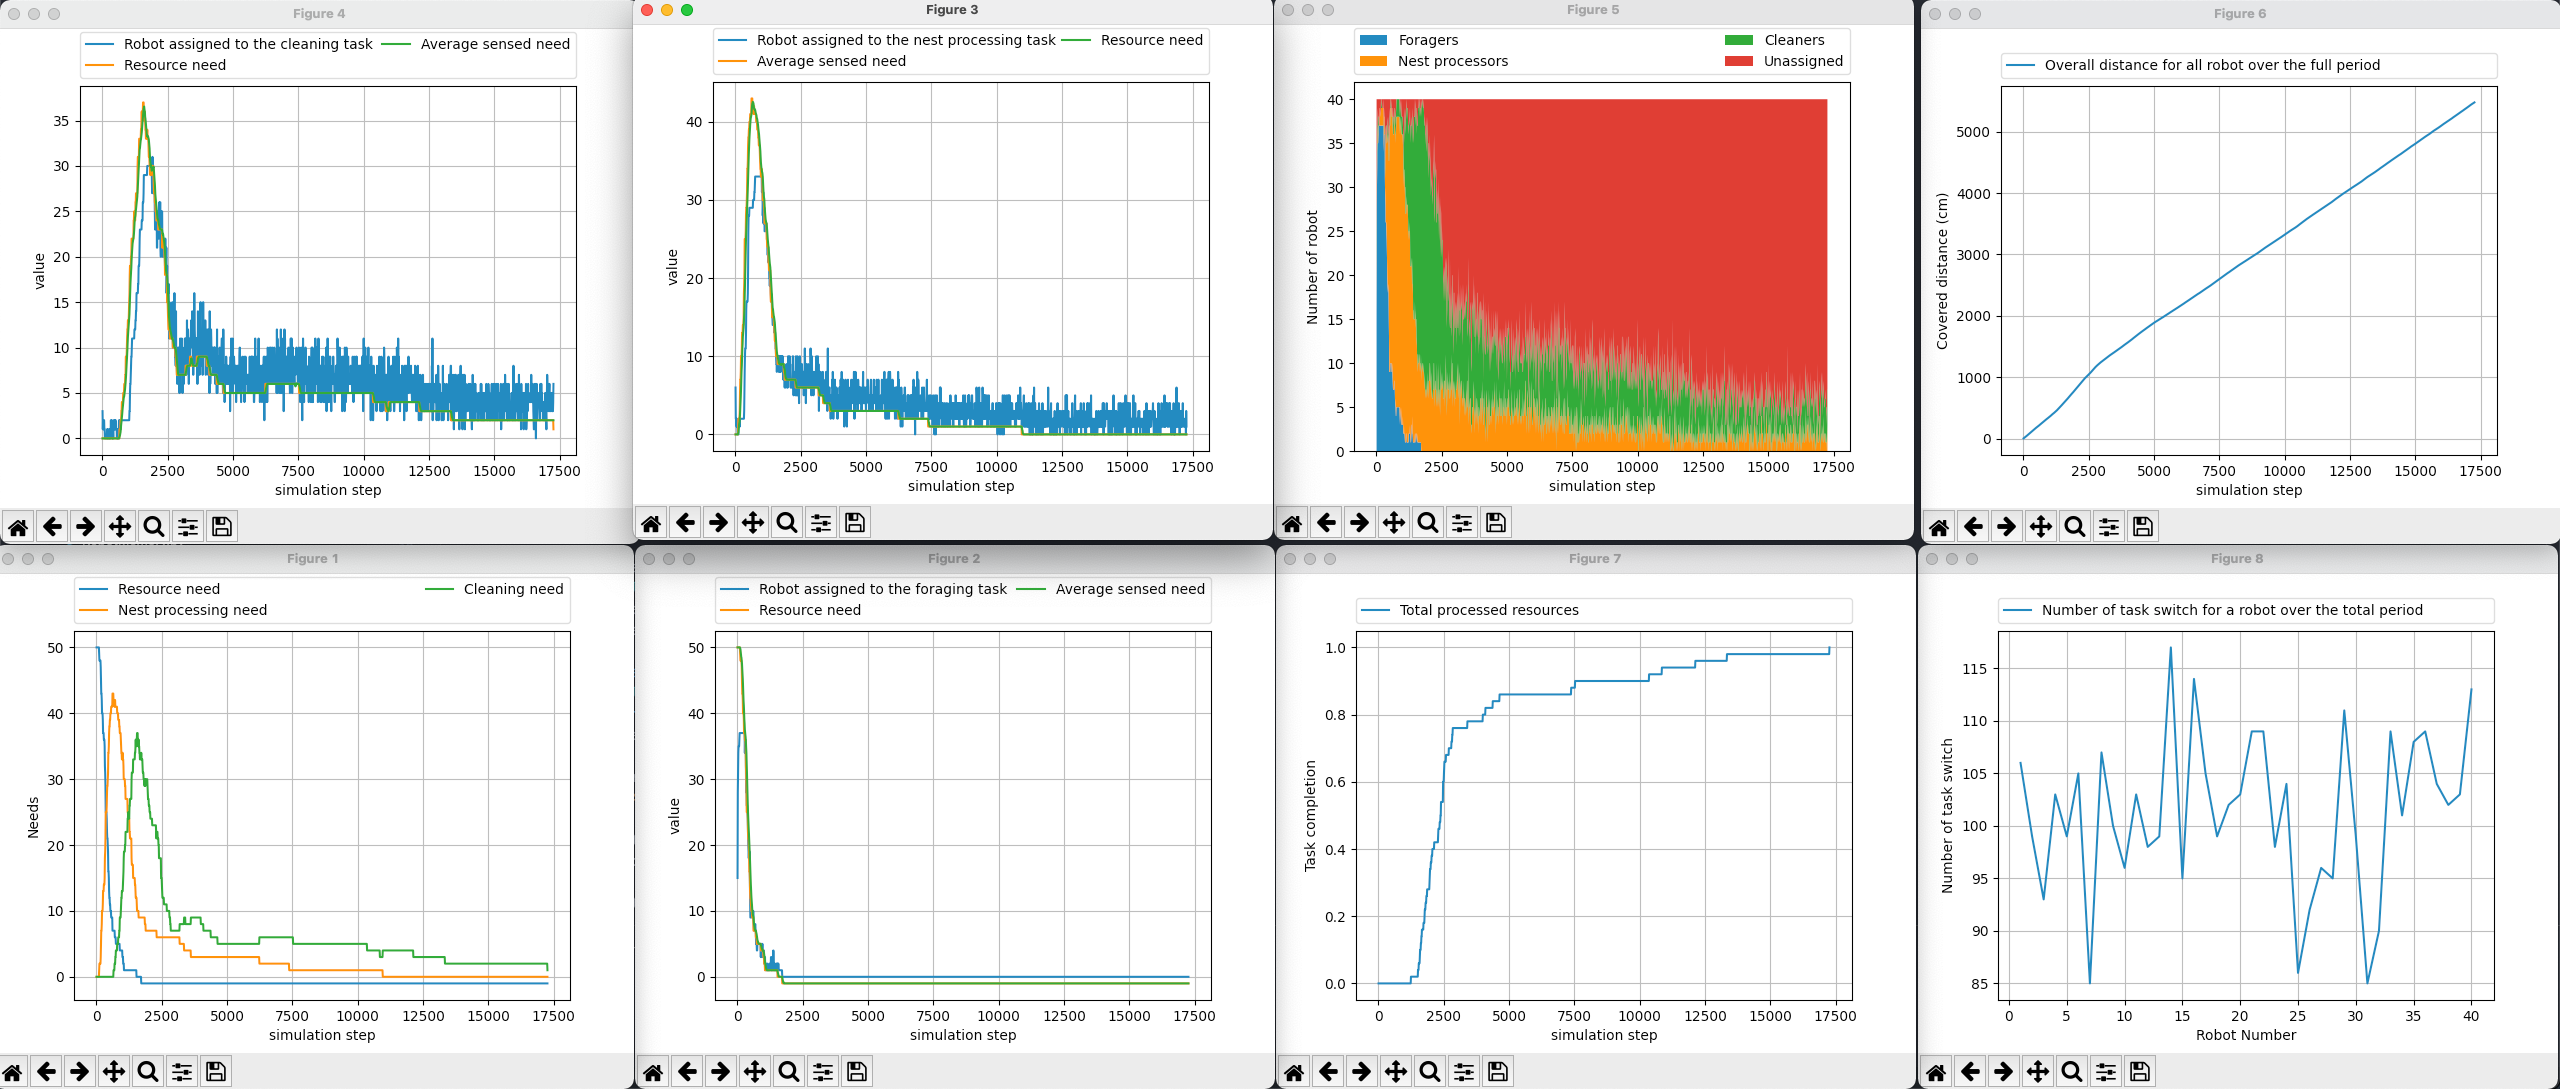 Figure 4
Robot assigned to the cleaning task
Average sensed need
Resource need
35
30
25
20
15
10
5
0
value
0 2500 5000 7500 10000 12500 15000 17500
simulation step
Figure 3
Robot assigned to the nest processing task
Resource need
Average sensed need
40
30
20
10
0
value
0 2500 5000 7500 10000 12500 15000 17500
simulation step
Figure 5
Foragers
Cleaners
Nest processors
Unassigned
40
35
30
25
20
15
10
5
0
Number of robot
0 2500 5000 7500 10000 12500 15000 17500
simulation step
Figure 6
Overall distance for all robot over the full period
5000
4000
3000
2000
1000
0
Covered distance (cm)
0 2500 5000 7500 10000 12500 15000 17500
simulation step
Figure 1
Resource need
Cleaning need
Nest processing need
50
40
30
20
10
0
Needs
0 2500 5000 7500 10000 12500 15000 17500
simulation step
Figure 2
Robot assigned to the foraging task
Average sensed need
Resource need
50
40
30
20
10
0
value
0 2500 5000 7500 10000 12500 15000 17500
simulation step
Figure 7
Total processed resources
1.0
0.8
0.6
0.4
0.2
0.0
Task completion
0 2500 5000 7500 10000 12500 15000 17500
simulation step
Figure 8
Number of task switch for a robot over the total period
115
110
105
100
95
90
85
Number of task switch
0 5 10 15 20 25 30 35 40
Robot Number